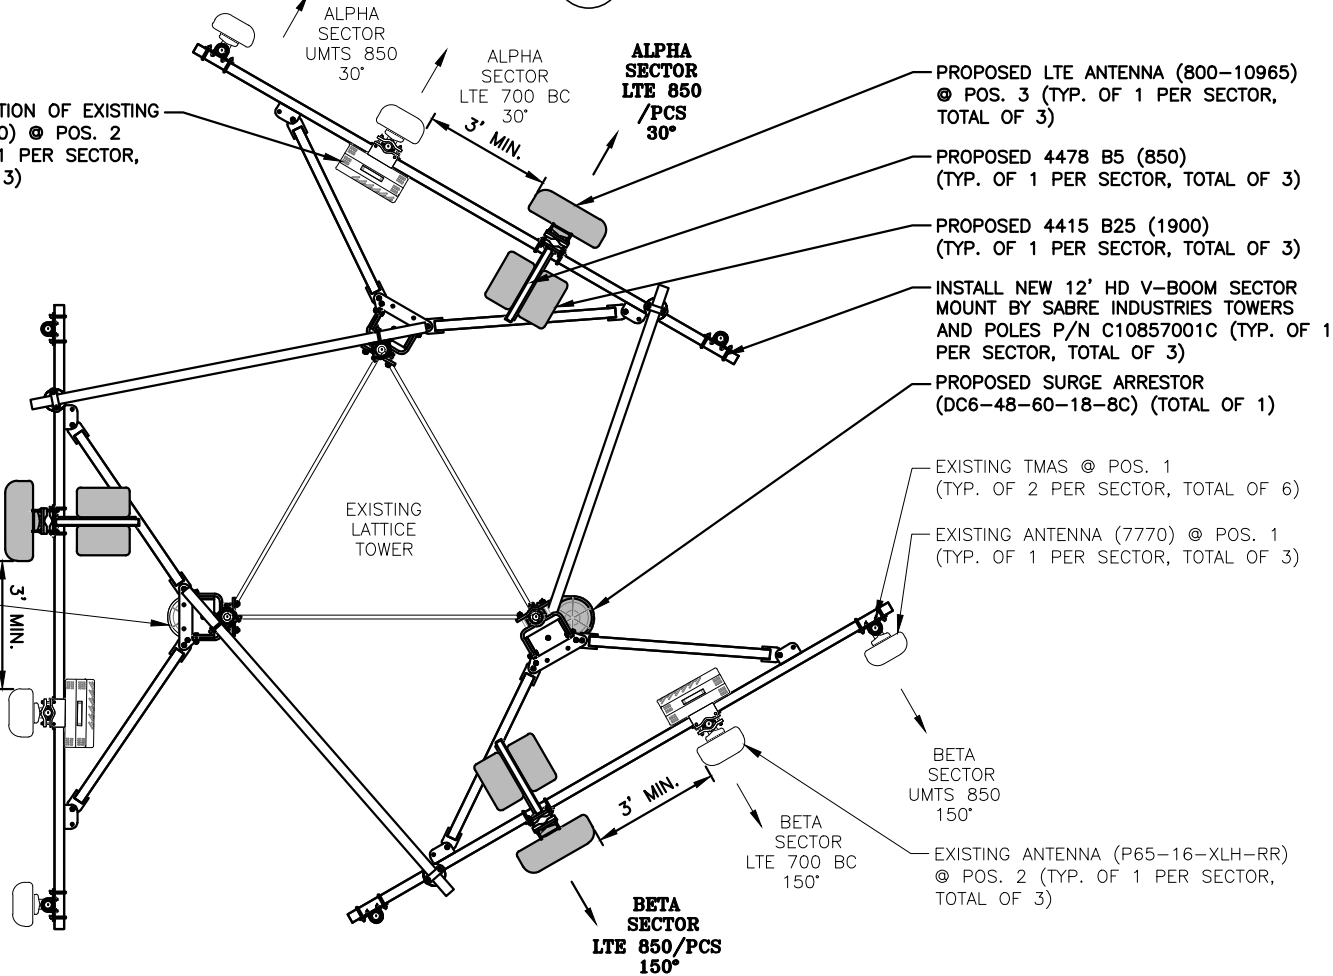 ALPHA
SECTOR
UMTS 850
30°
ALPHA
SECTOR
LTE 700 BC
30°
ALPHA
SECTOR
LTE 850
/PCS
30°
OF EXISTING
@ POS. 2
1 PER SECTOR,
3)
3' MIN.
PROPOSED LTE ANTENNA (800-10965)
@ POS. 3 (TYP. OF 1 PER SECTOR,
TOTAL OF 3)
PROPOSED 4478 B5 (850)
(TYP. OF 1 PER SECTOR, TOTAL OF 3)
PROPOSED 4415 B25 (1900)
(TYP. OF 1 PER SECTOR, TOTAL OF 3)
INSTALL NEW 12' HD V-BOOM SECTOR
MOUNT BY SABRE INDUSTRIES TOWERS
AND POLES P/N C10857001C (TYP. OF 1
PER SECTOR, TOTAL OF 3)
PROPOSED SURGE ARRESTOR
(DC6-48-60-18-8C) (TOTAL OF 1)
EXISTING TMAS @ POS. 1
(TYP. OF 2 PER SECTOR, TOTAL OF 6)
EXISTING ANTENNA (7770) @ POS. 1
(TYP. OF 1 PER SECTOR, TOTAL OF 3)
EXISTING
LATTICE
TOWER
3' MIN.
3' MIN.
BETA
SECTOR
UMTS 850
150°
BETA
SECTOR
LTE 700 BC
150°
EXISTING ANTENNA (P65-16-XLH-RR)
@ POS. 2 (TYP. OF 1 PER SECTOR,
TOTAL OF 3)
BETA
SECTOR
LTE 850/PCS
150°